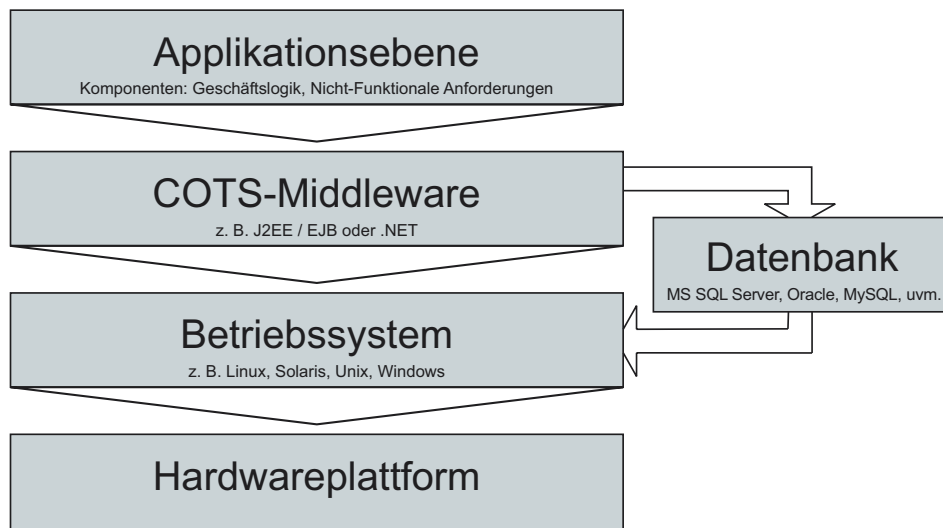 Applikationsebene
Komponenten: Geschäftslogik, Nicht-Funktionale Anforderungen
COTS-Middleware
z. B. J2EE / EJB oder .NET
Datenbank
MS SQL Server, Oracle, MySQL, uvm.
Betriebssystem
z. B. Linux, Solaris, Unix, Windows
Hardwareplattform